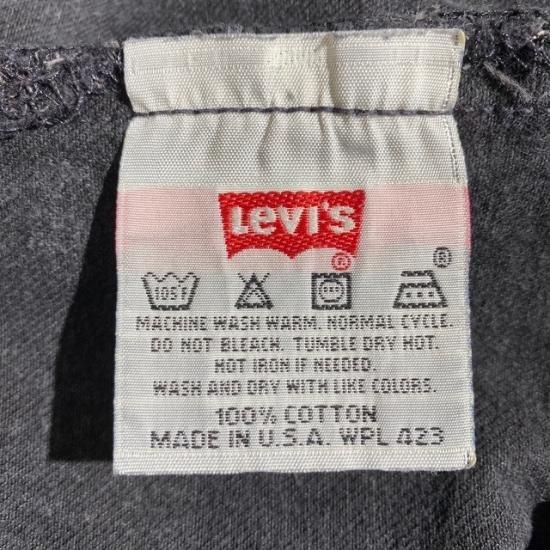 Levi's
®
®
105F
MACHINE WASH WARM. NORMAL CYCLE.
DO NOT BLEACH. TUMBLE DRY HOT.
HOT IRON IF NEEDED.
WASH AND DRY WITH LIKE COLORS.
100% COTTON
MADE IN U.S.A. WPL 423